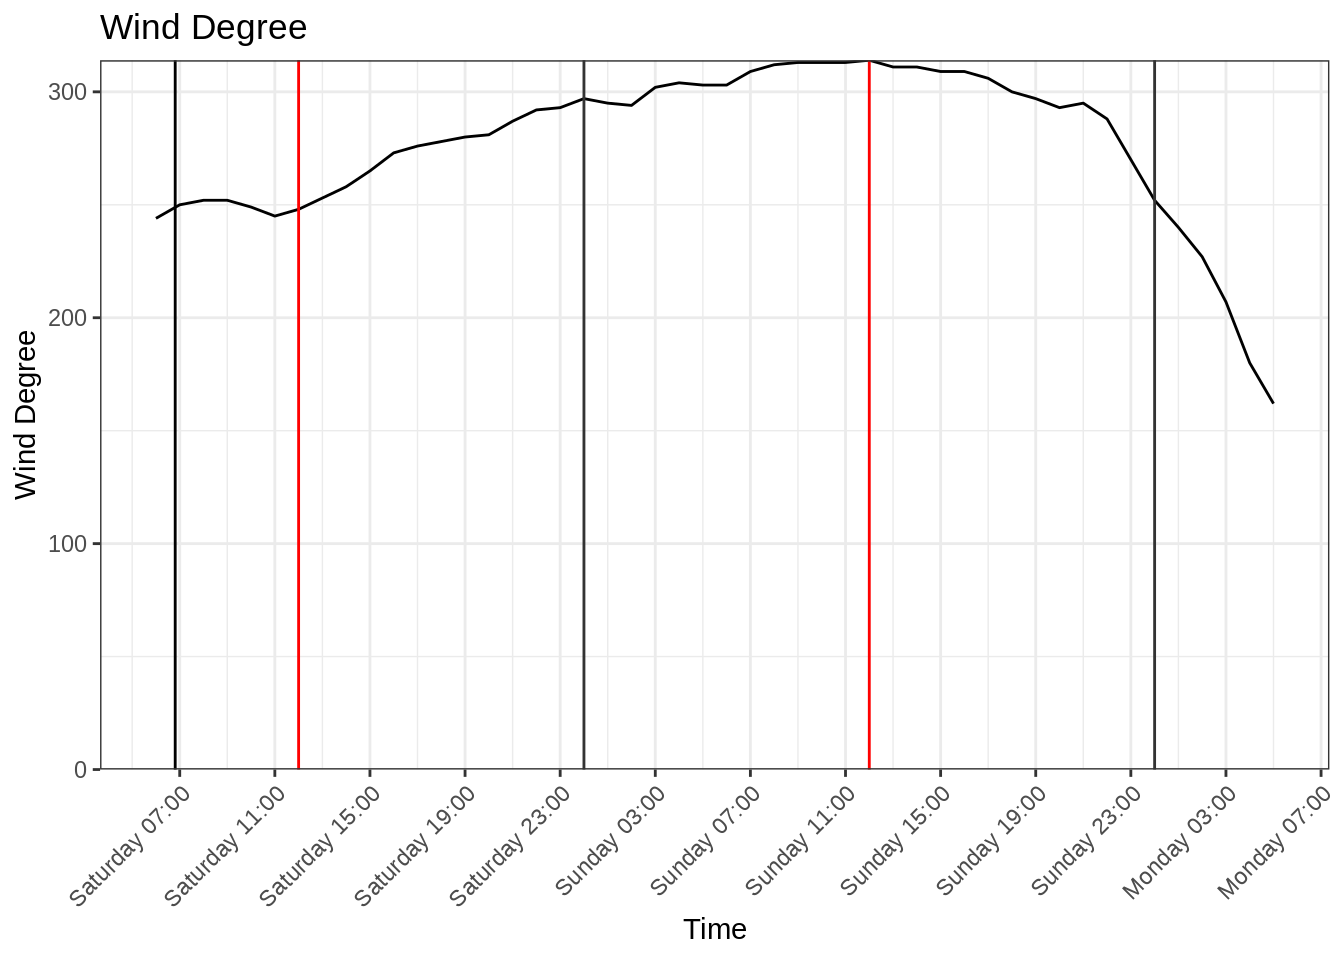 Wind Degree
Wind Degree
300
200
100
0
Saturday 07:00
Saturday 11:00
Saturday 15:00
Saturday 19:00
Saturday 23:00
Sunday 03:00
Sunday 07:00
Sunday 11:00
Sunday 15:00
Sunday 19:00
Sunday 23:00
Monday 03:00
Monday 07:00
Time